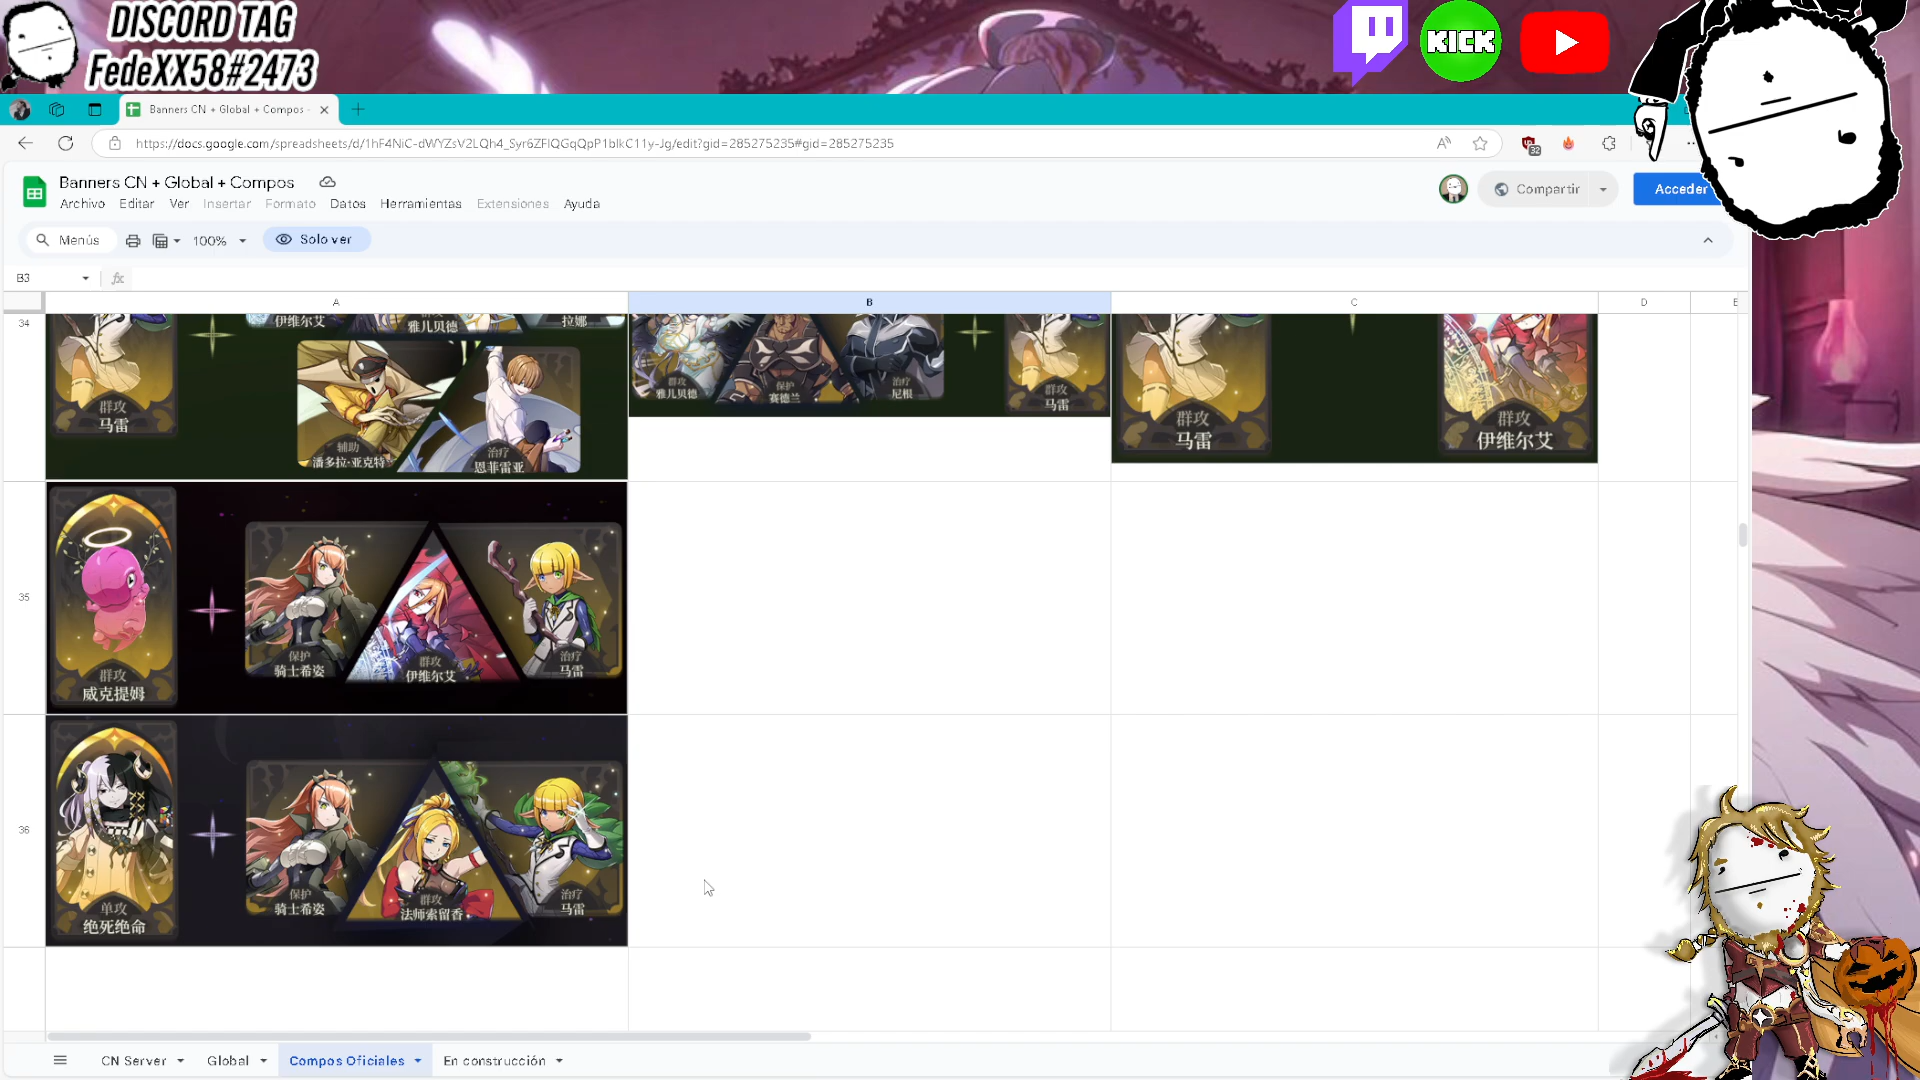 DISCORD TAG
FedeXX58#2473
KICK
Banners CN + Global + Compos -
https://docs.google.com/spreadsheets/d/1hF4NiC-dWYZsV2LQh4_Syr6ZFlQGqQpP1blkC11y-Jg/edit?gid=285275235#gid=285275235
32
Banners CN + Global + Compos
Archivo Editar Ver Insertar Formato Datos Herramientas Extensiones Ayuda
Compartir
Acceder
Menús
100%
Solo ver
B3
fx
A B C D E
34
伊维尔艾
雅儿贝德
拉娜
群攻
马雷
辅助
潘多拉·亚克特
治疗
恩菲雷亚
群攻
雅儿贝德
保护
赛德兰
治疗
尼根
群攻
马雷
群攻
马雷
群攻
伊维尔艾
35
群攻
威克提姆
保护
骑士希姿
群攻
伊维尔艾
治疗
马雷
36
单攻
绝死绝命
保护
骑士希姿
群攻
法师索留香
治疗
马雷
CN Server
Global
Compos Oficiales
En construcción